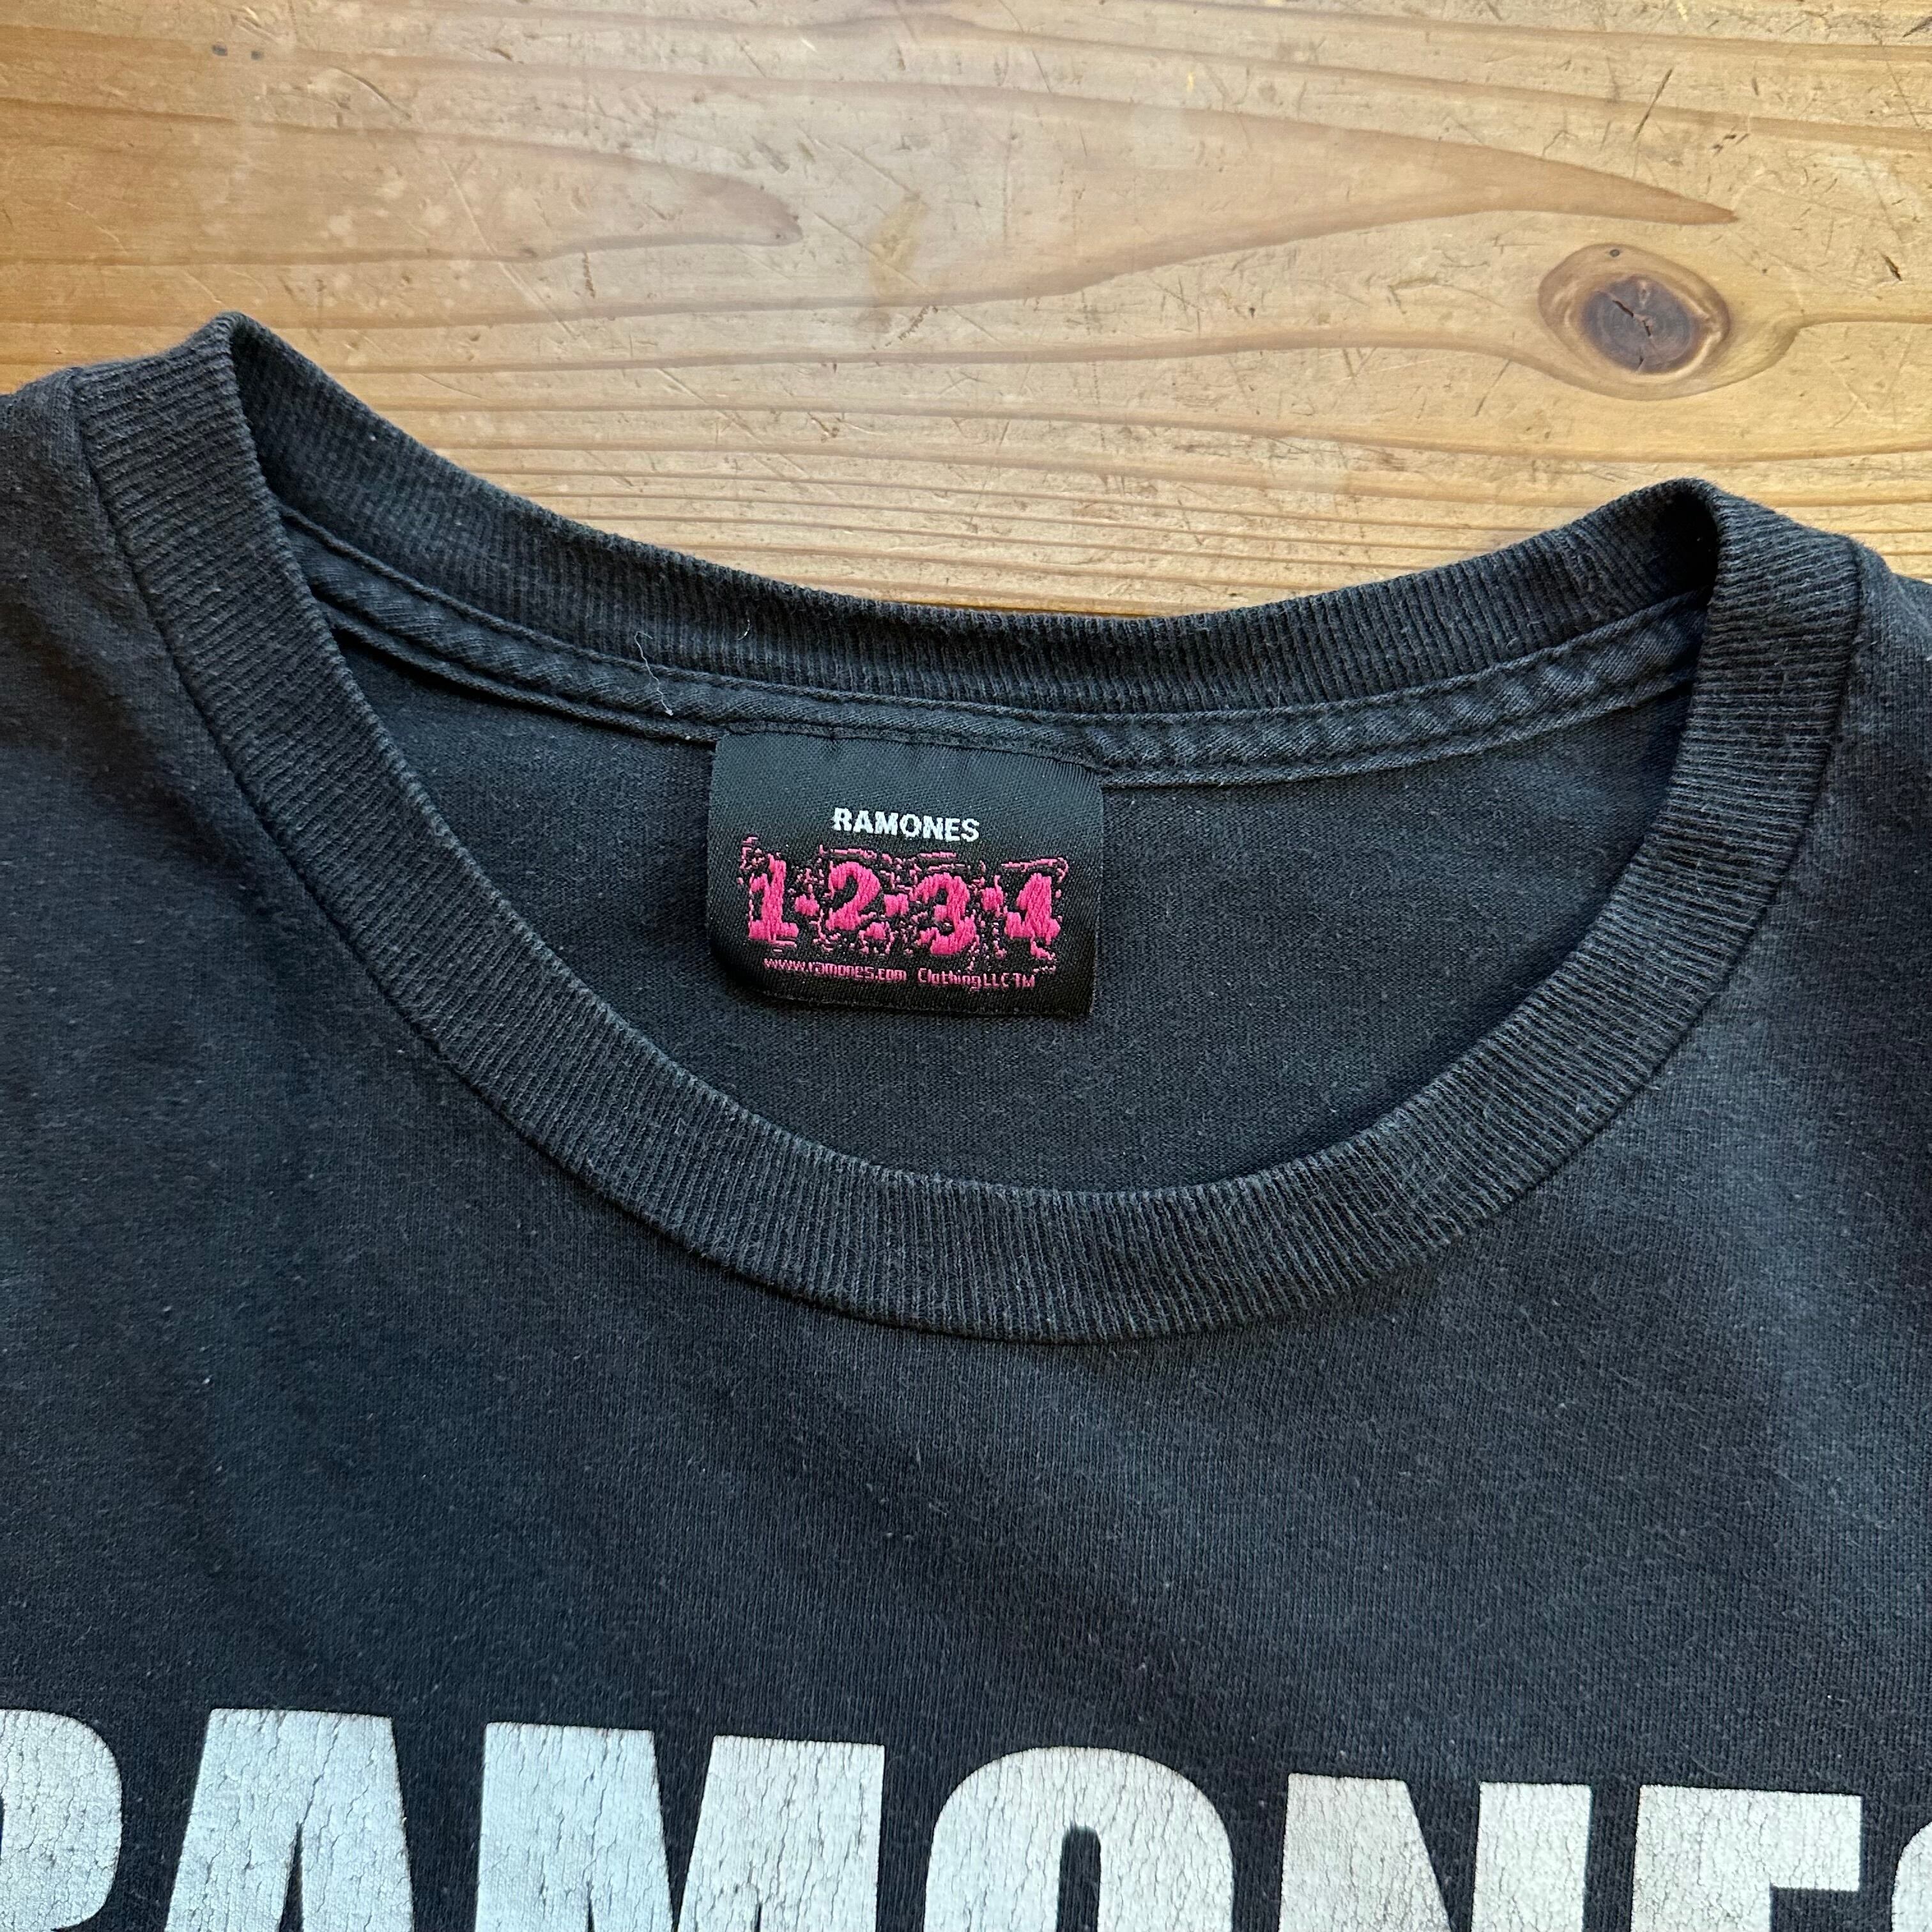 RAMONES
1-2-3-4
www.ramones.com Clothing LLC TM
RAMONES